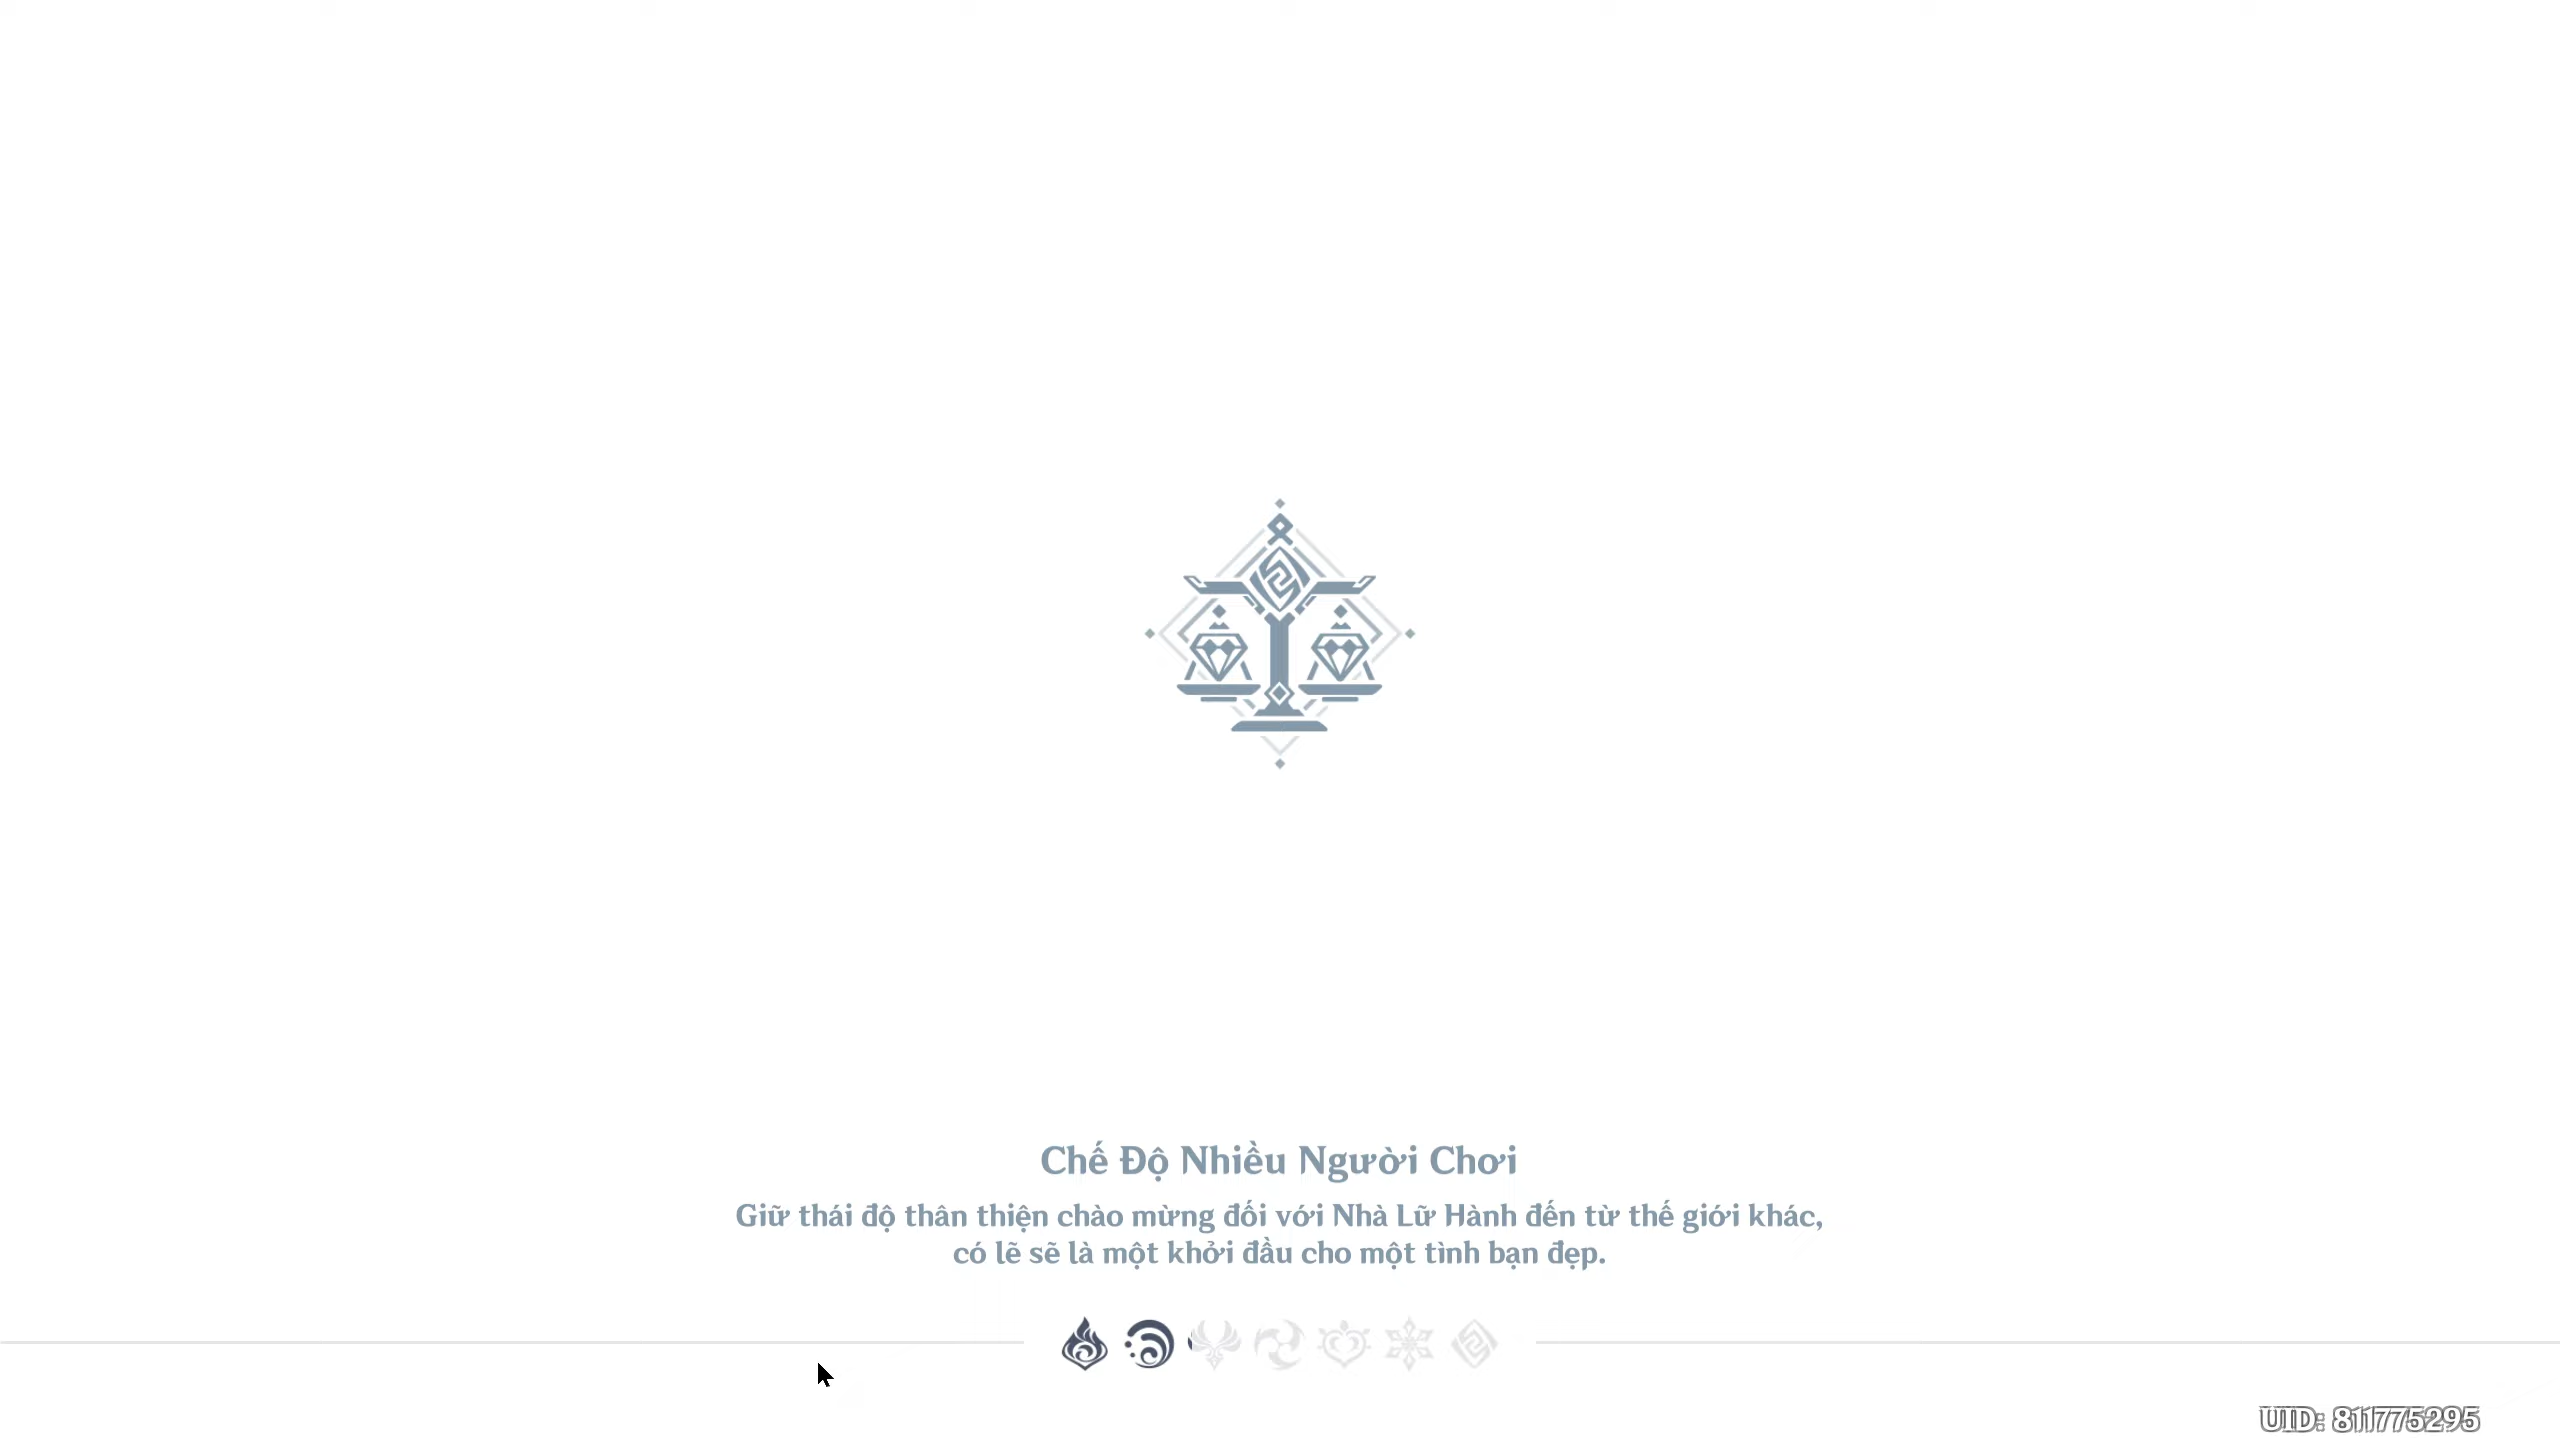 Chế Độ Nhiều Người Chơi
Giữ thái độ thân thiện chào mừng đối với Nhà Lữ Hành đến từ thế giới khác,
có lẽ sẽ là một khởi đầu cho một tình bạn đẹp.
UID: 811775295